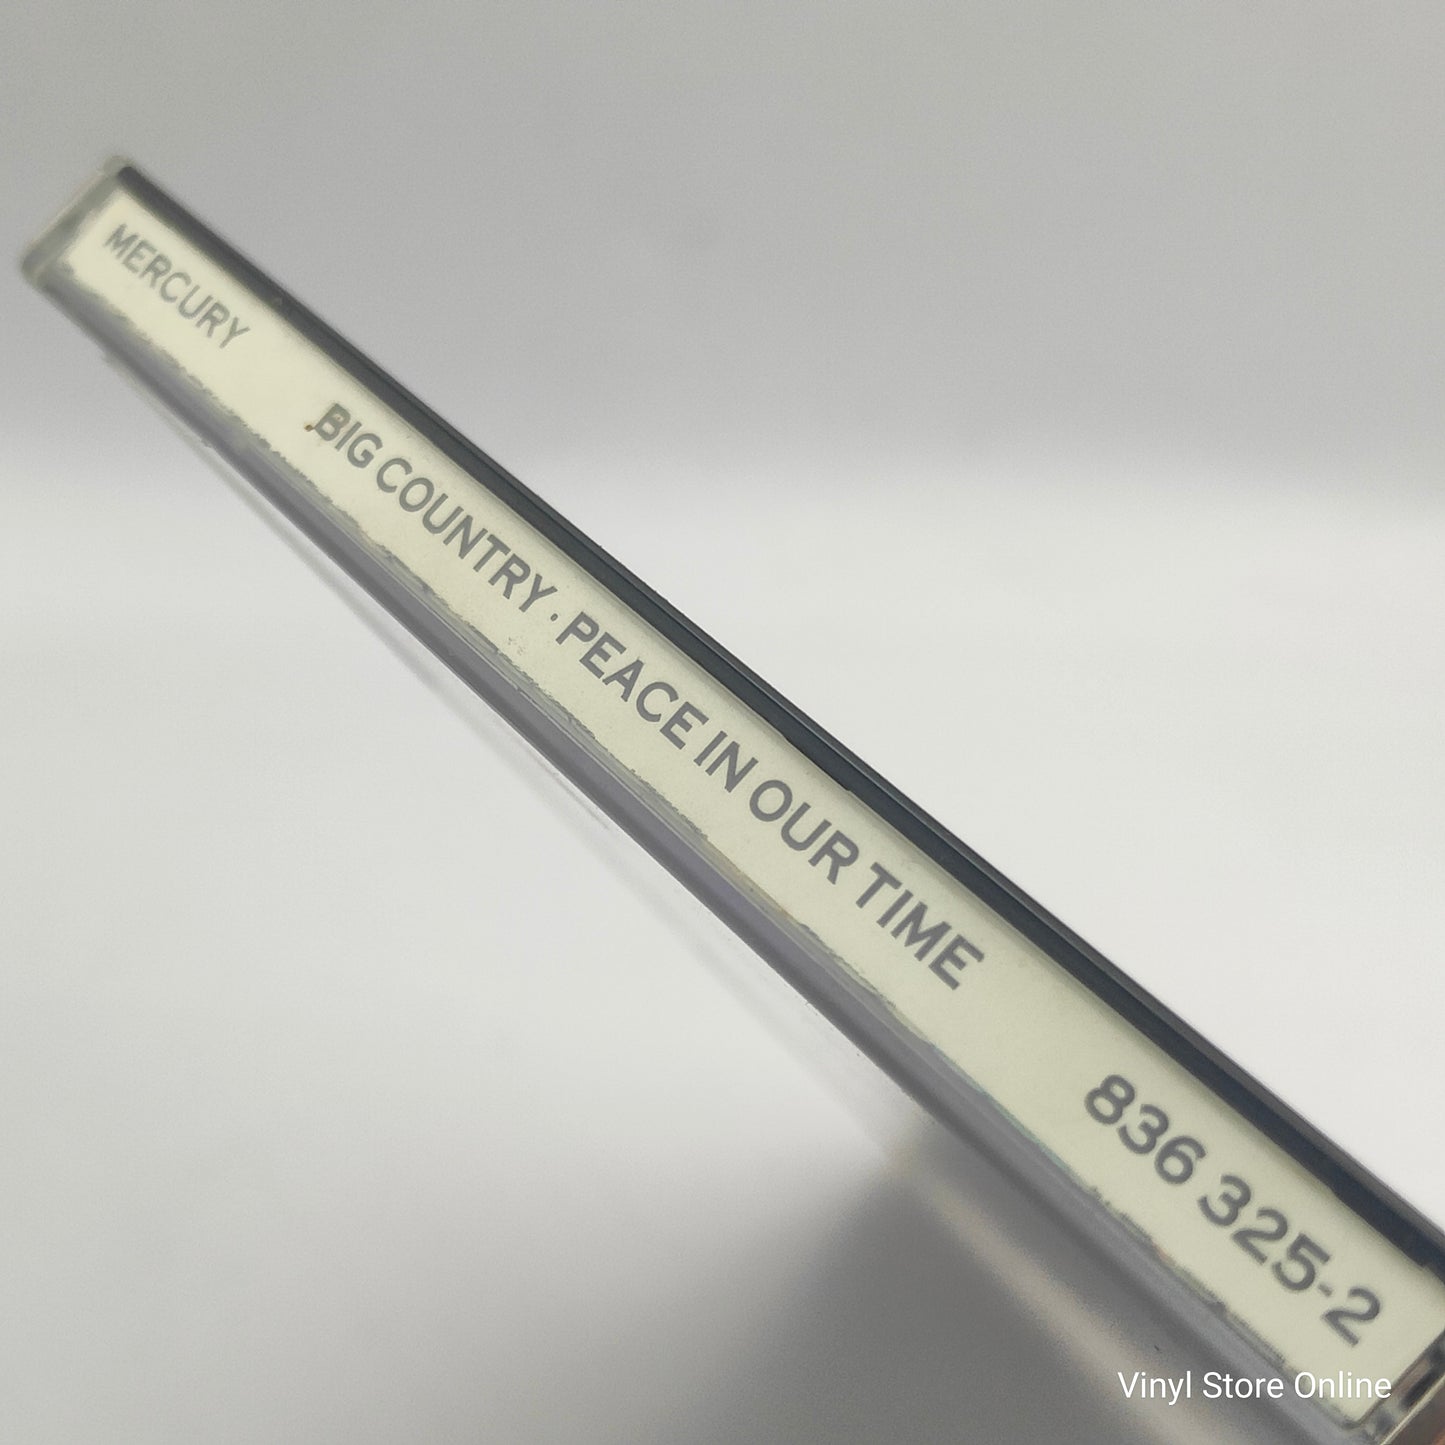 MERCURY BIG COUNTRY · PEACE IN OUR TIME 836 325-2
Vinyl Store Online